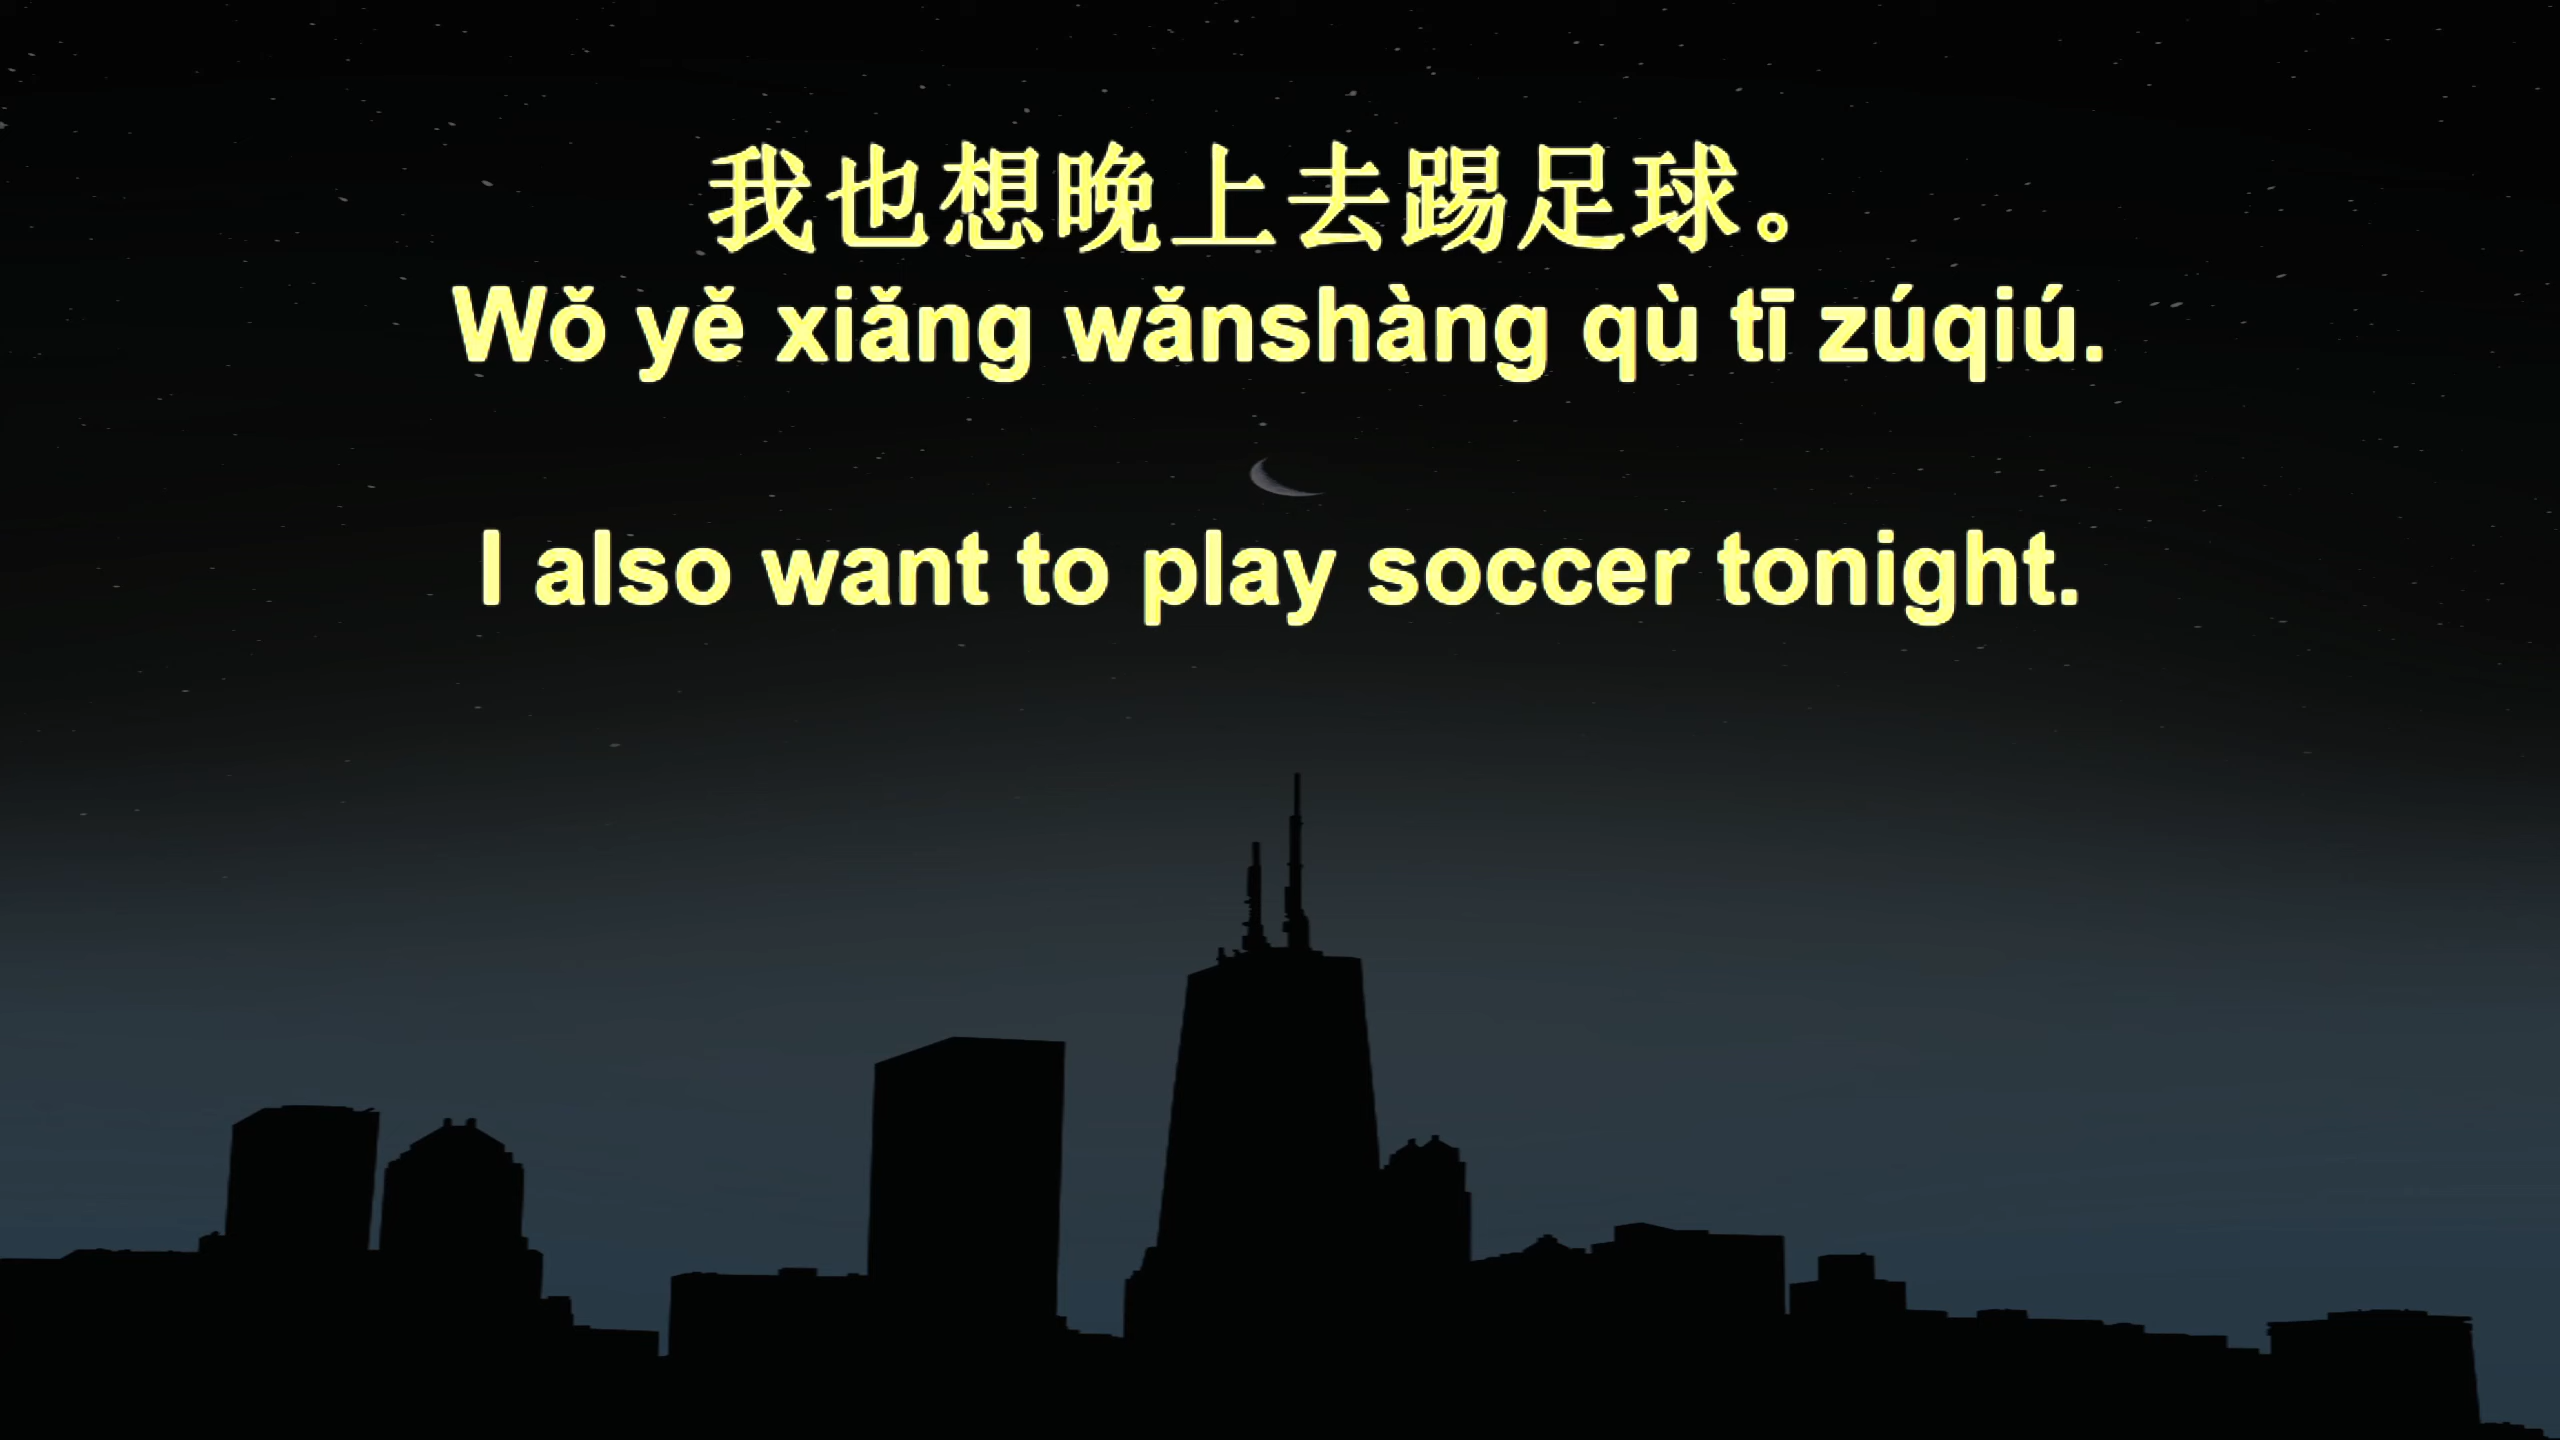 我也想晚上去踢足球。
Wǒ yě xiǎng wǎnshàng qù tī zúqiú.
I also want to play soccer tonight.